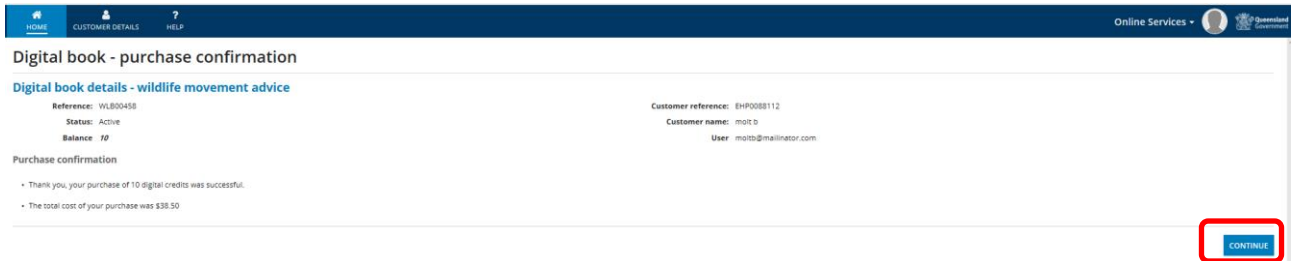 HOME CUSTOMER DETAILS ? HELP Online Services Queensland Government
Digital book - purchase confirmation
Digital book details - wildlife movement advice
Reference: WLB00458 Customer reference: EHP0088112
Status: Active Customer name: molt b
Balance 10 User moltb@mailinator.com
Purchase confirmation
• Thank you, your purchase of 10 digital credits was successful.
• The total cost of your purchase was $38.50
CONTINUE